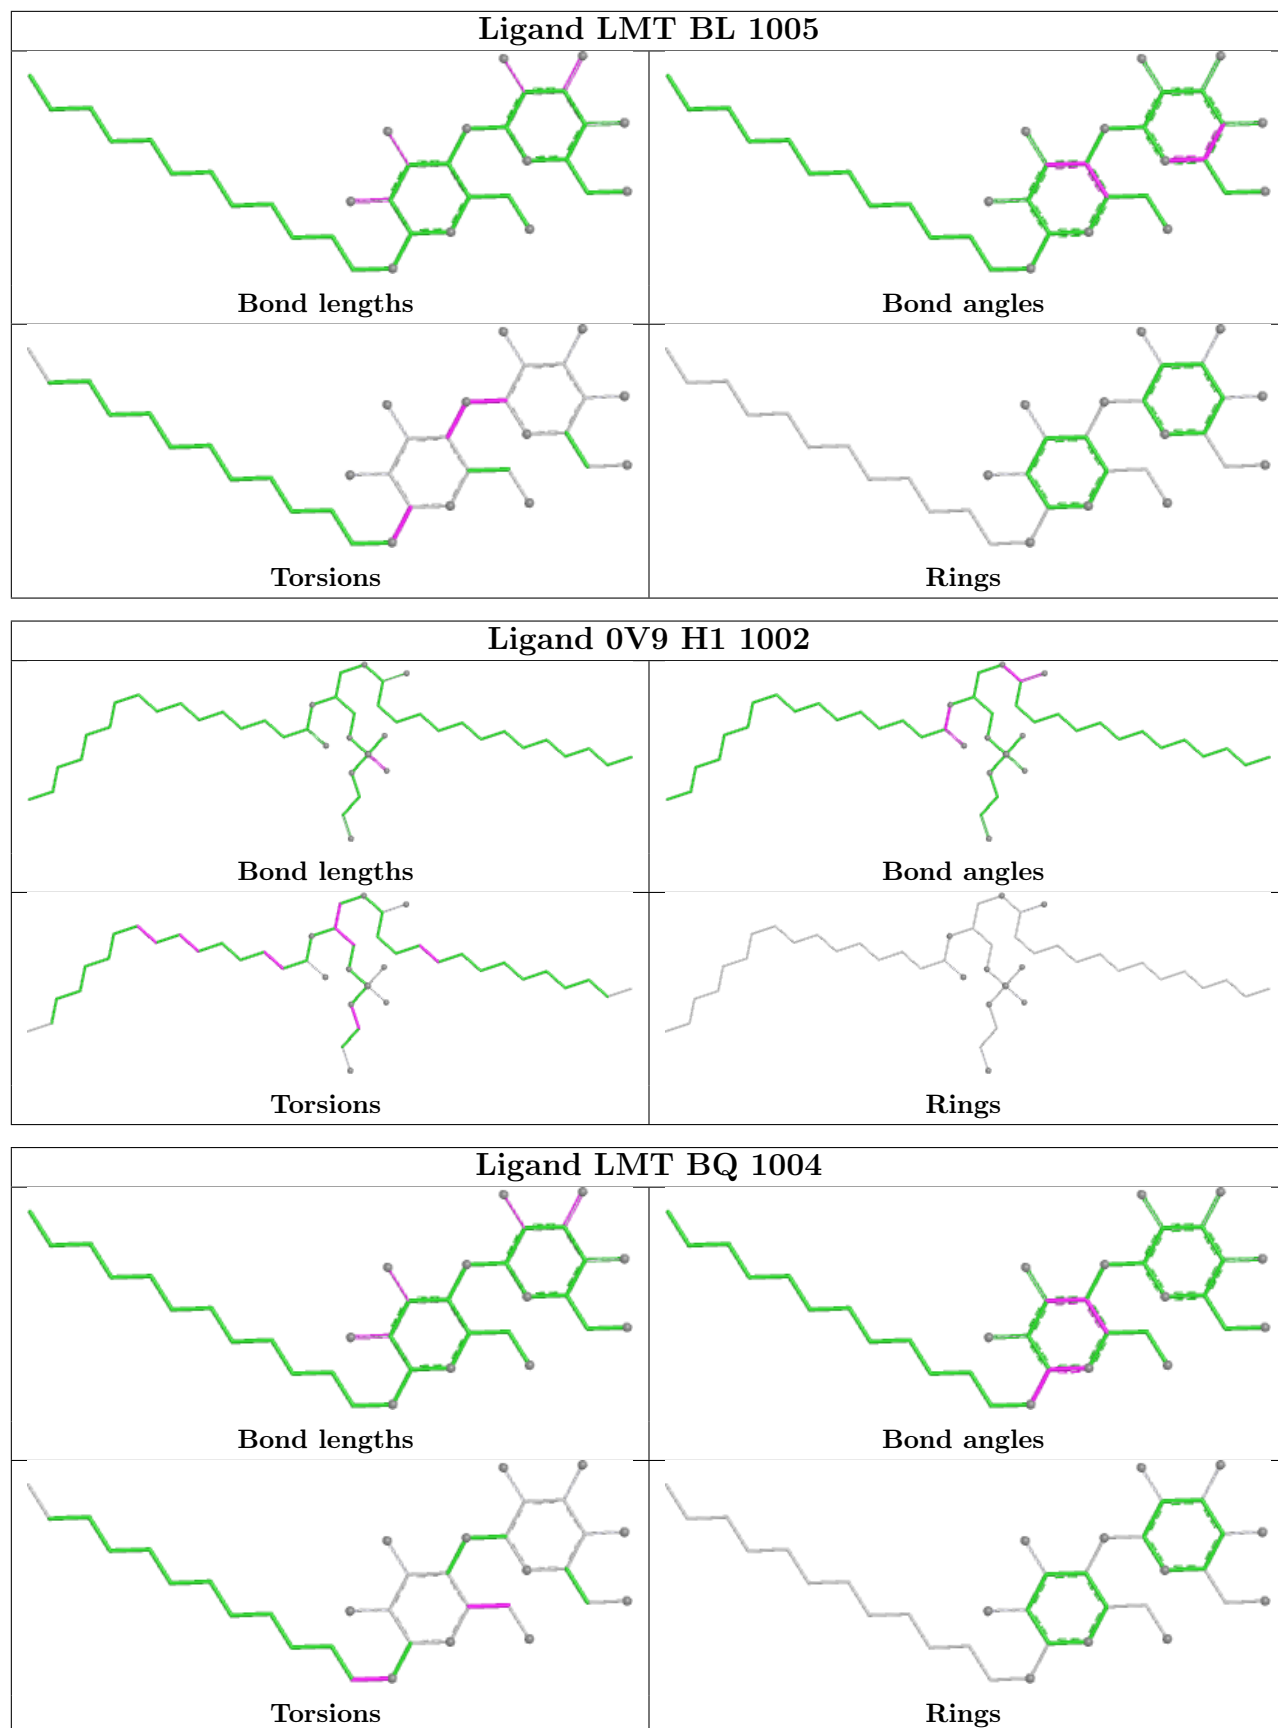 Ligand LMT BL 1005
Bond lengths
Bond angles
Torsions
Rings
Ligand 0V9 H1 1002
Bond lengths
Bond angles
Torsions
Rings
Ligand LMT BQ 1004
Bond lengths
Bond angles
Torsions
Rings